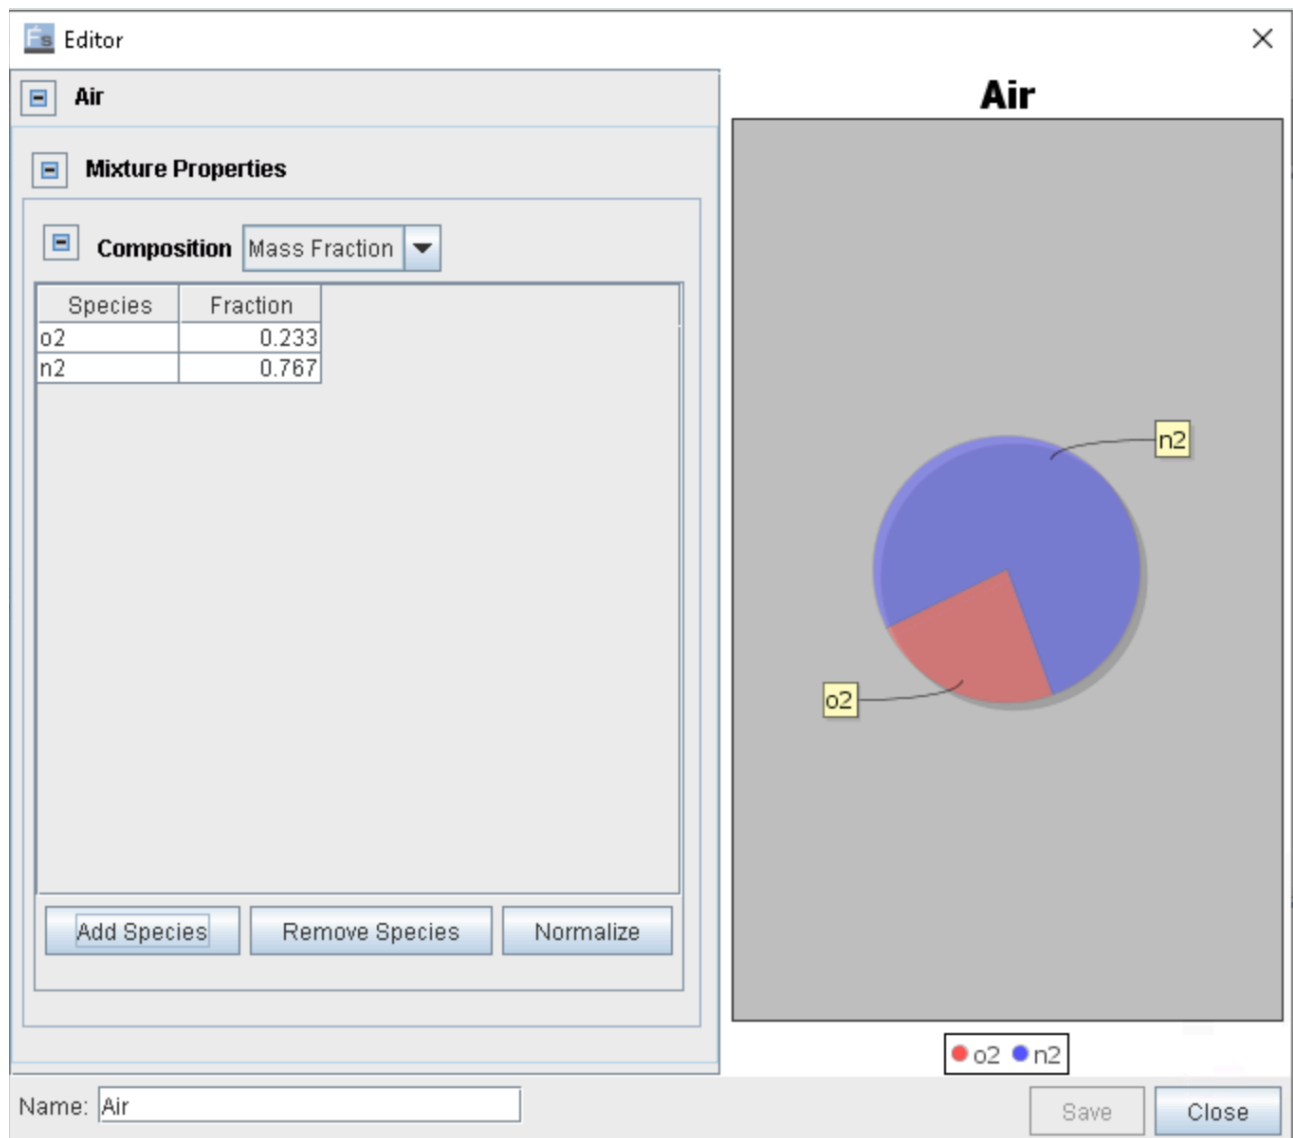 Es Editor
Air
Mixture Properties
Composition Mass Fraction
Species Fraction
o2 0.233
n2 0.767
Add Species Remove Species Normalize
Air
n2
o2
o2 n2
Name: Air
Save Close